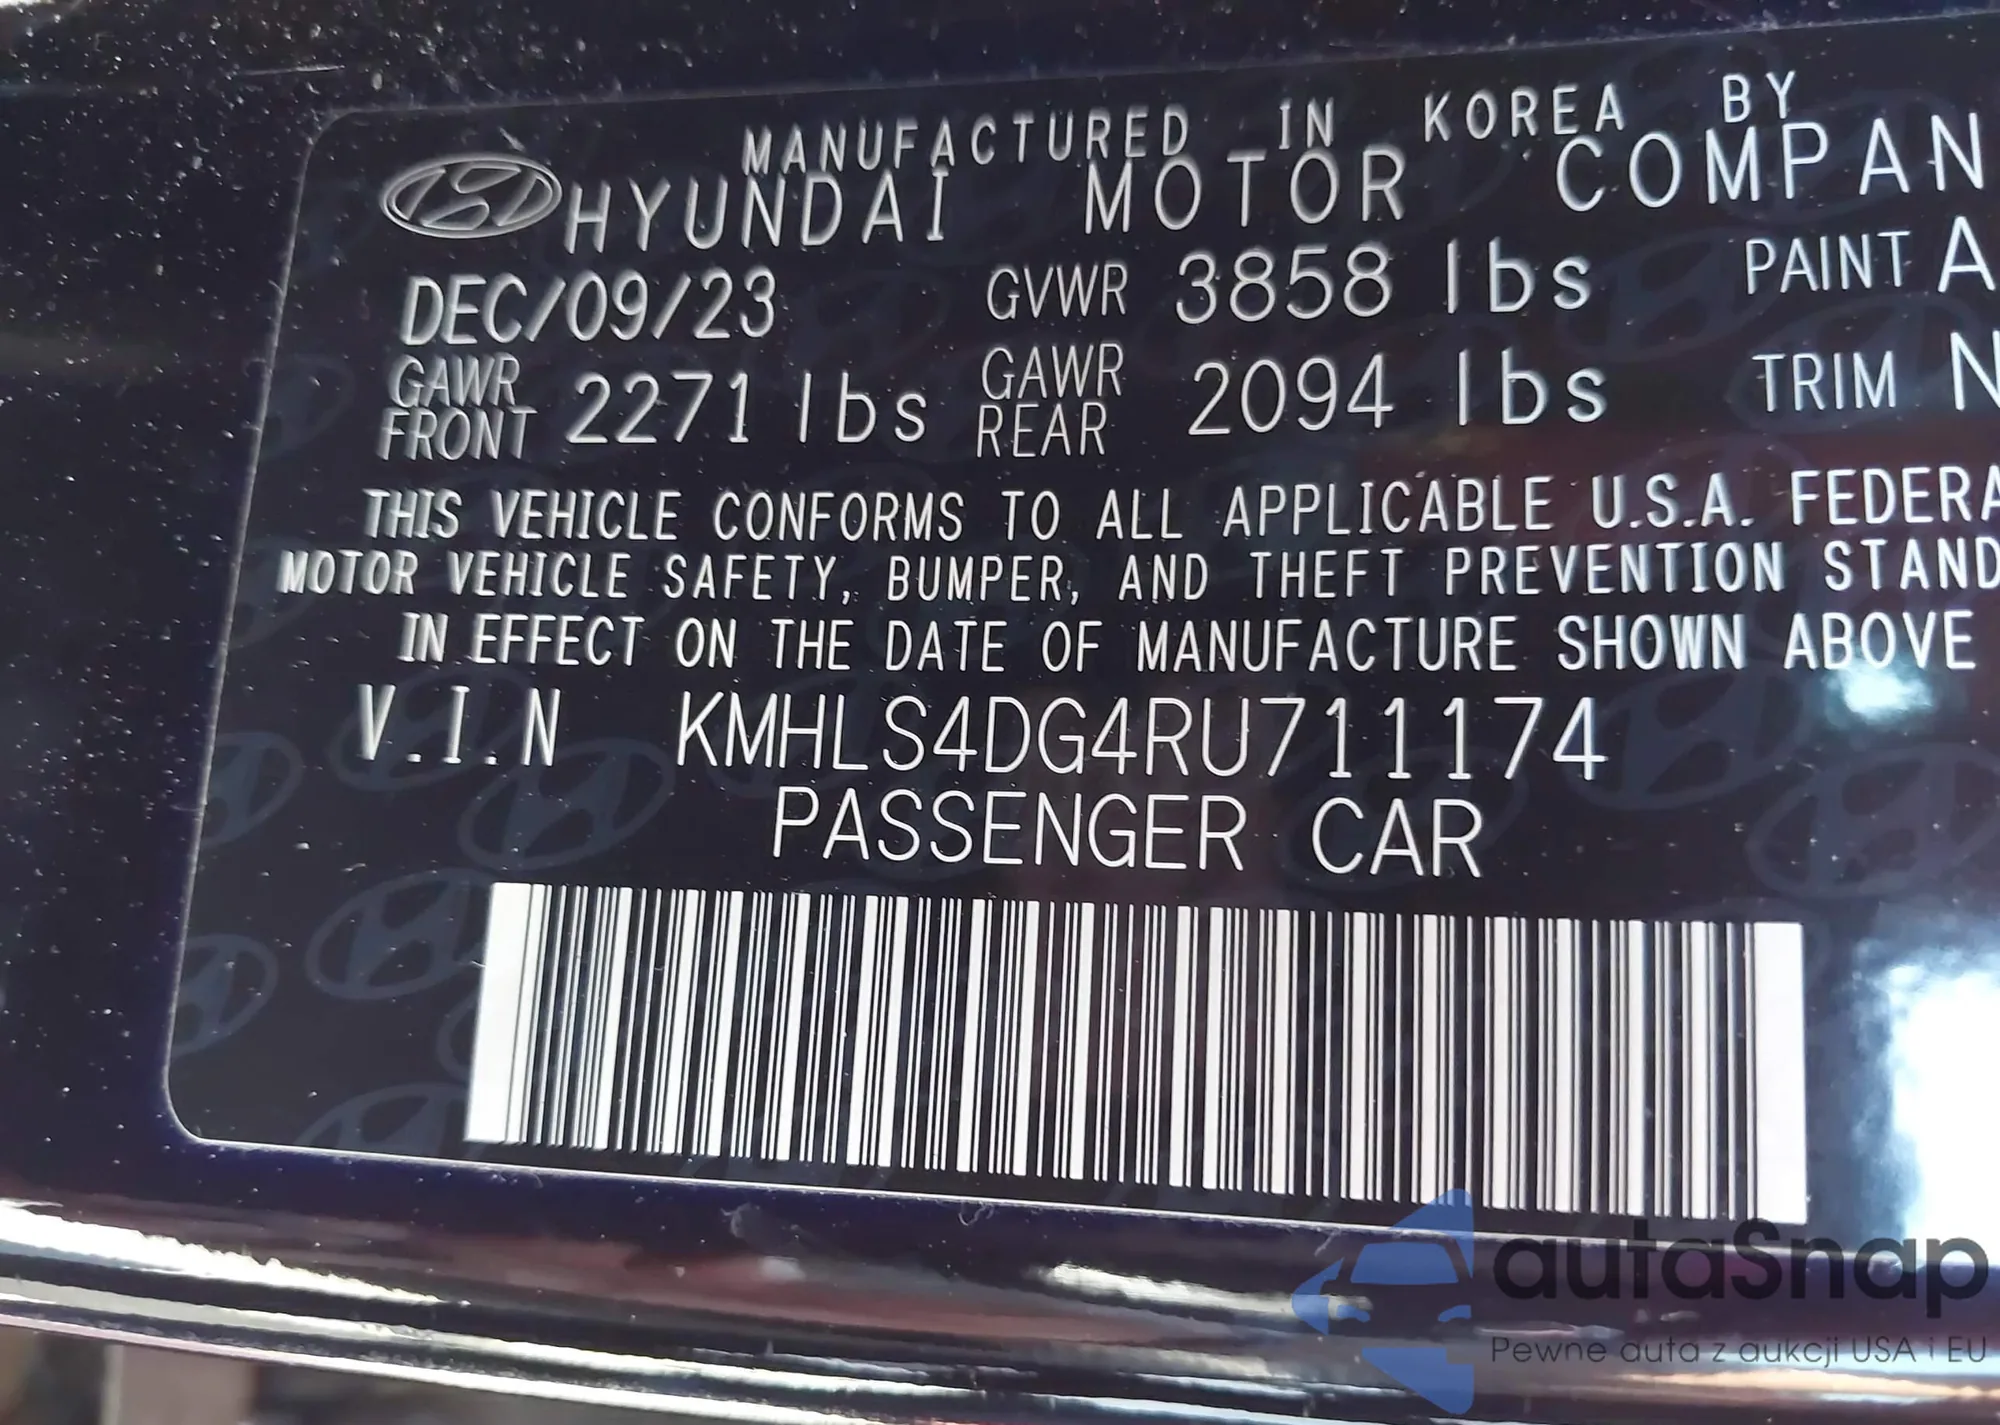 MANUFACTURED IN KOREA BY
HYUNDAI MOTOR COMPAN
DEC/09/23 GVWR 3858 lbs PAINT A
GAWR FRONT 2271 lbs GAWR REAR 2094 lbs TRIM N
THIS VEHICLE CONFORMS TO ALL APPLICABLE U.S.A. FEDERA
MOTOR VEHICLE SAFETY, BUMPER, AND THEFT PREVENTION STAND
IN EFFECT ON THE DATE OF MANUFACTURE SHOWN ABOVE
V.I.N KMHLS4DG4RU711174
PASSENGER CAR
autaSnap
Pewne auta z aukcji USA i EU